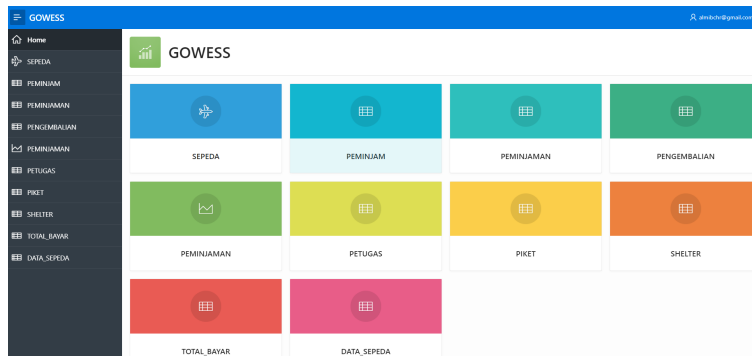 GOWESS
almibchr@gmail.com
Home
SEPEDA
PEMINJAM
PEMINJAMAN
PENGEMBALIAN
PEMINJAMAN
PETUGAS
PIKET
SHELTER
TOTAL_BAYAR
DATA_SEPEDA
GOWESS
SEPEDA
PEMINJAM
PEMINJAMAN
PENGEMBALIAN
PEMINJAMAN
PETUGAS
PIKET
SHELTER
TOTAL_BAYAR
DATA_SEPEDA